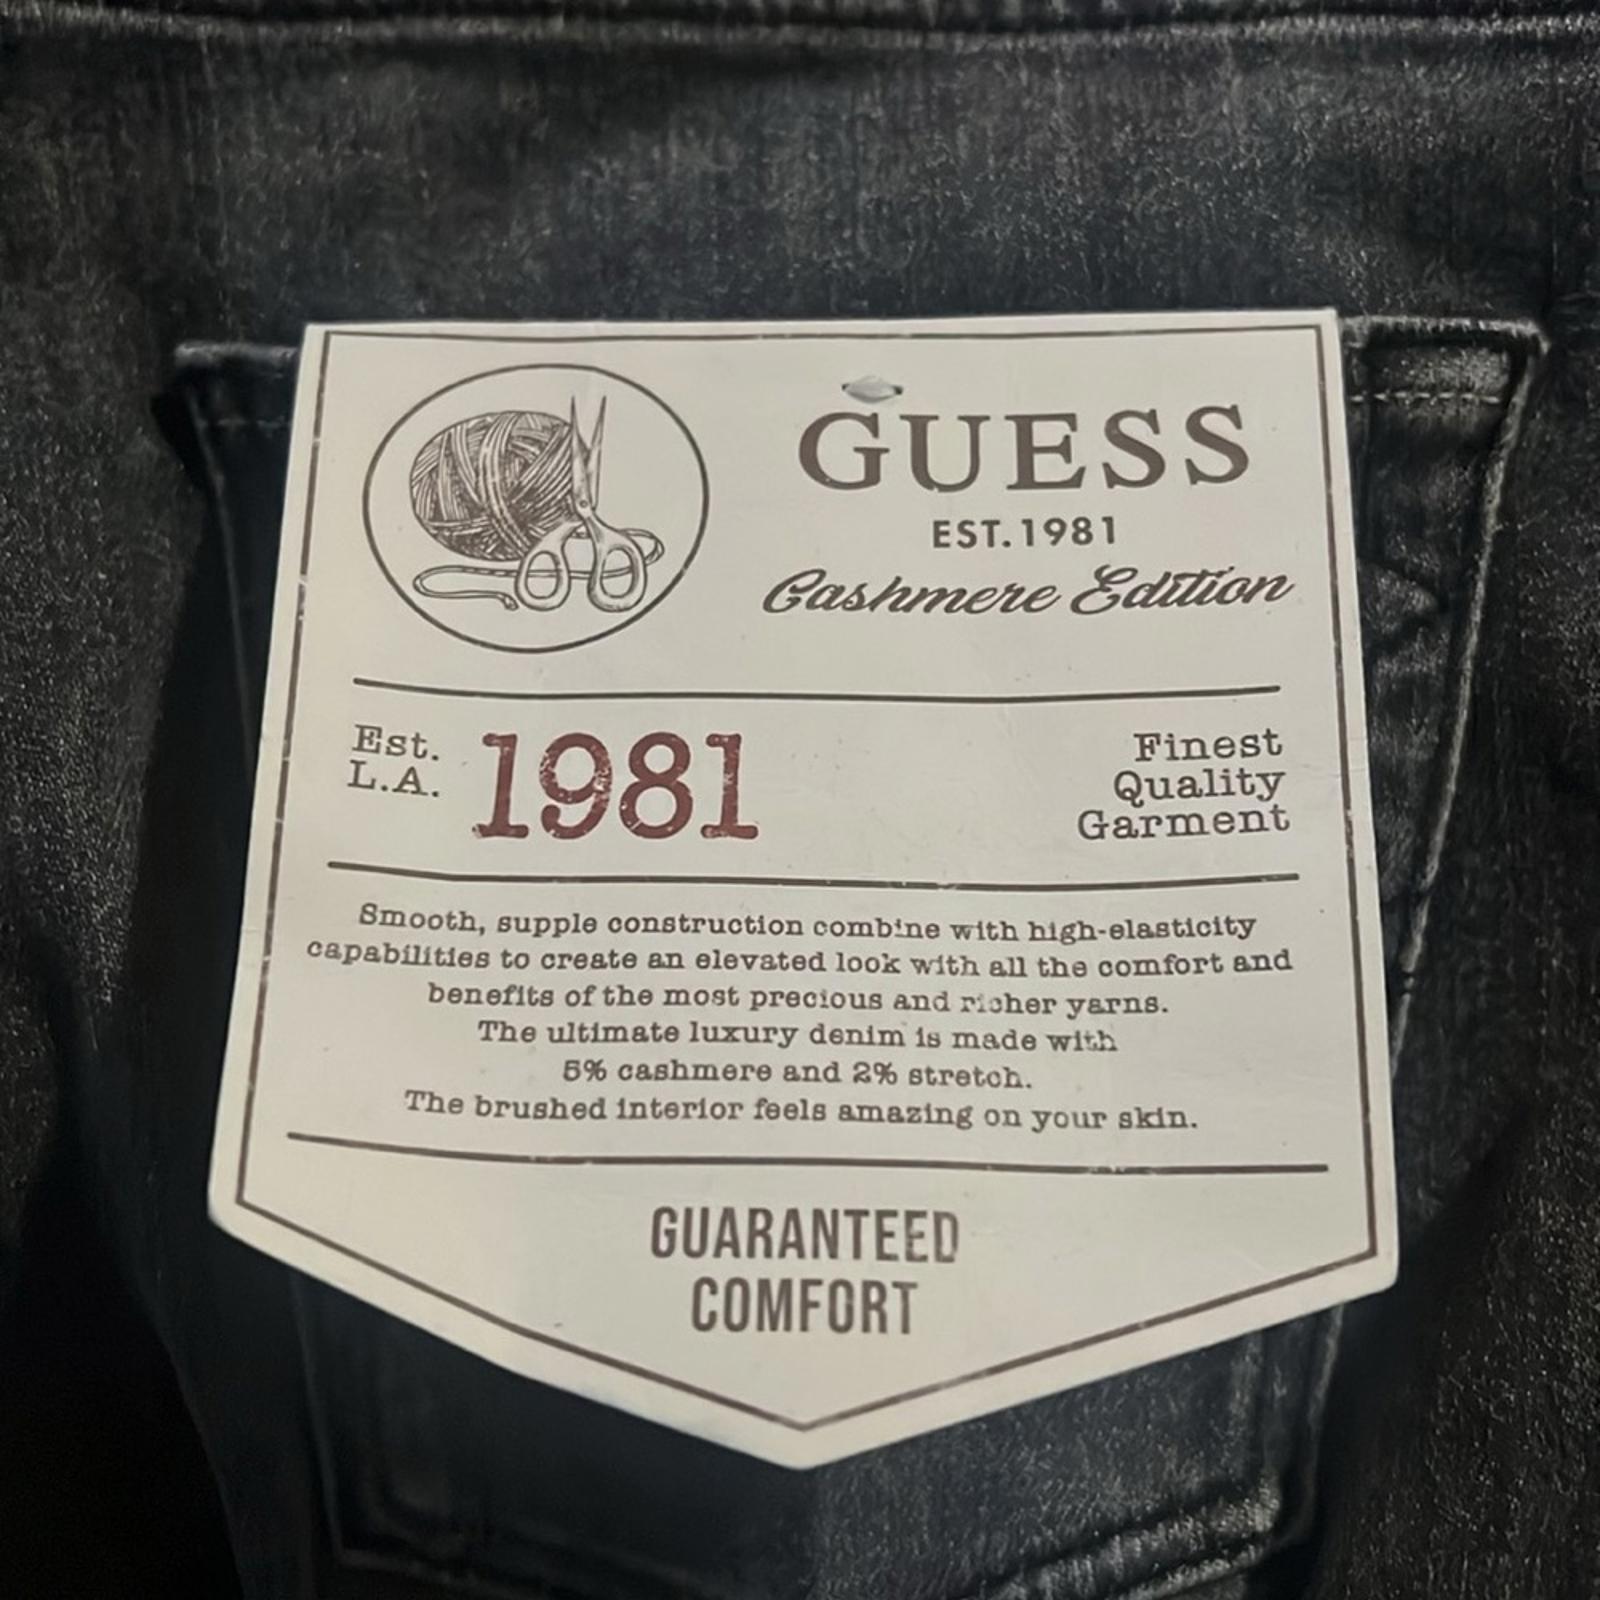 GUESS
EST.1981
Cashmere Edition
Est.
L.A.
1981
Finest
Quality
Garment
Smooth, supple construction combine with high-elasticity
capabilities to create an elevated look with all the comfort and
benefits of the most precious and richer yarns.
The ultimate luxury denim is made with
5% cashmere and 2% stretch.
The brushed interior feels amazing on your skin.
GUARANTEED
COMFORT